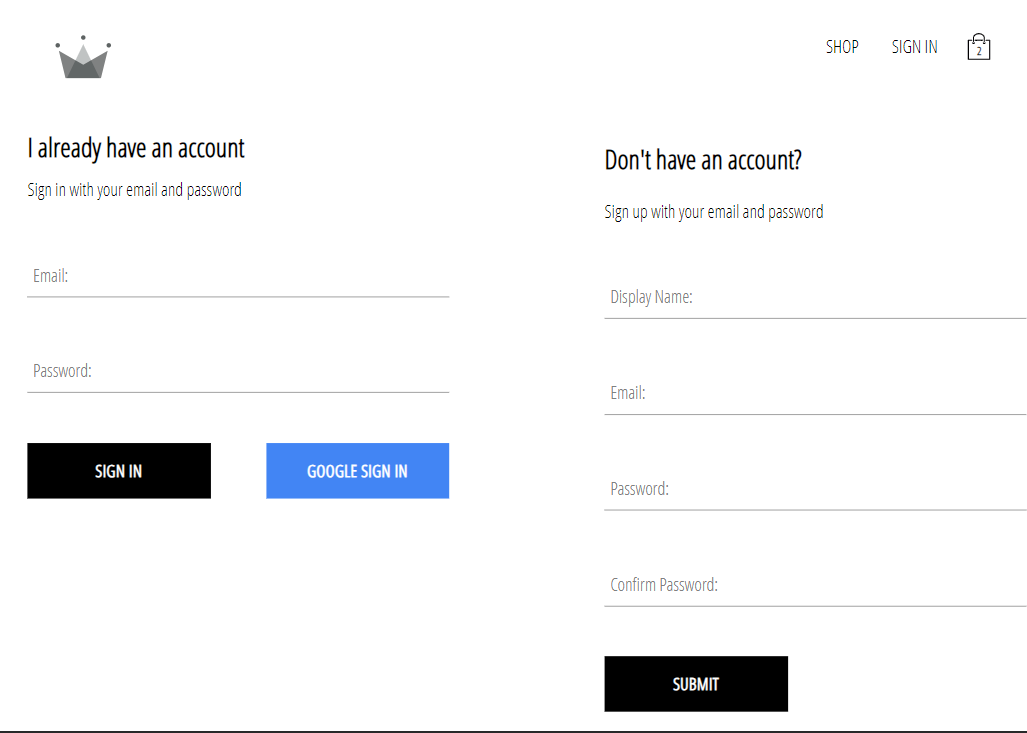 SHOP
SIGN IN
2
I already have an account
Sign in with your email and password
Email:
Password:
SIGN IN
GOOGLE SIGN IN
Don't have an account?
Sign up with your email and password
Display Name:
Email:
Password:
Confirm Password:
SUBMIT